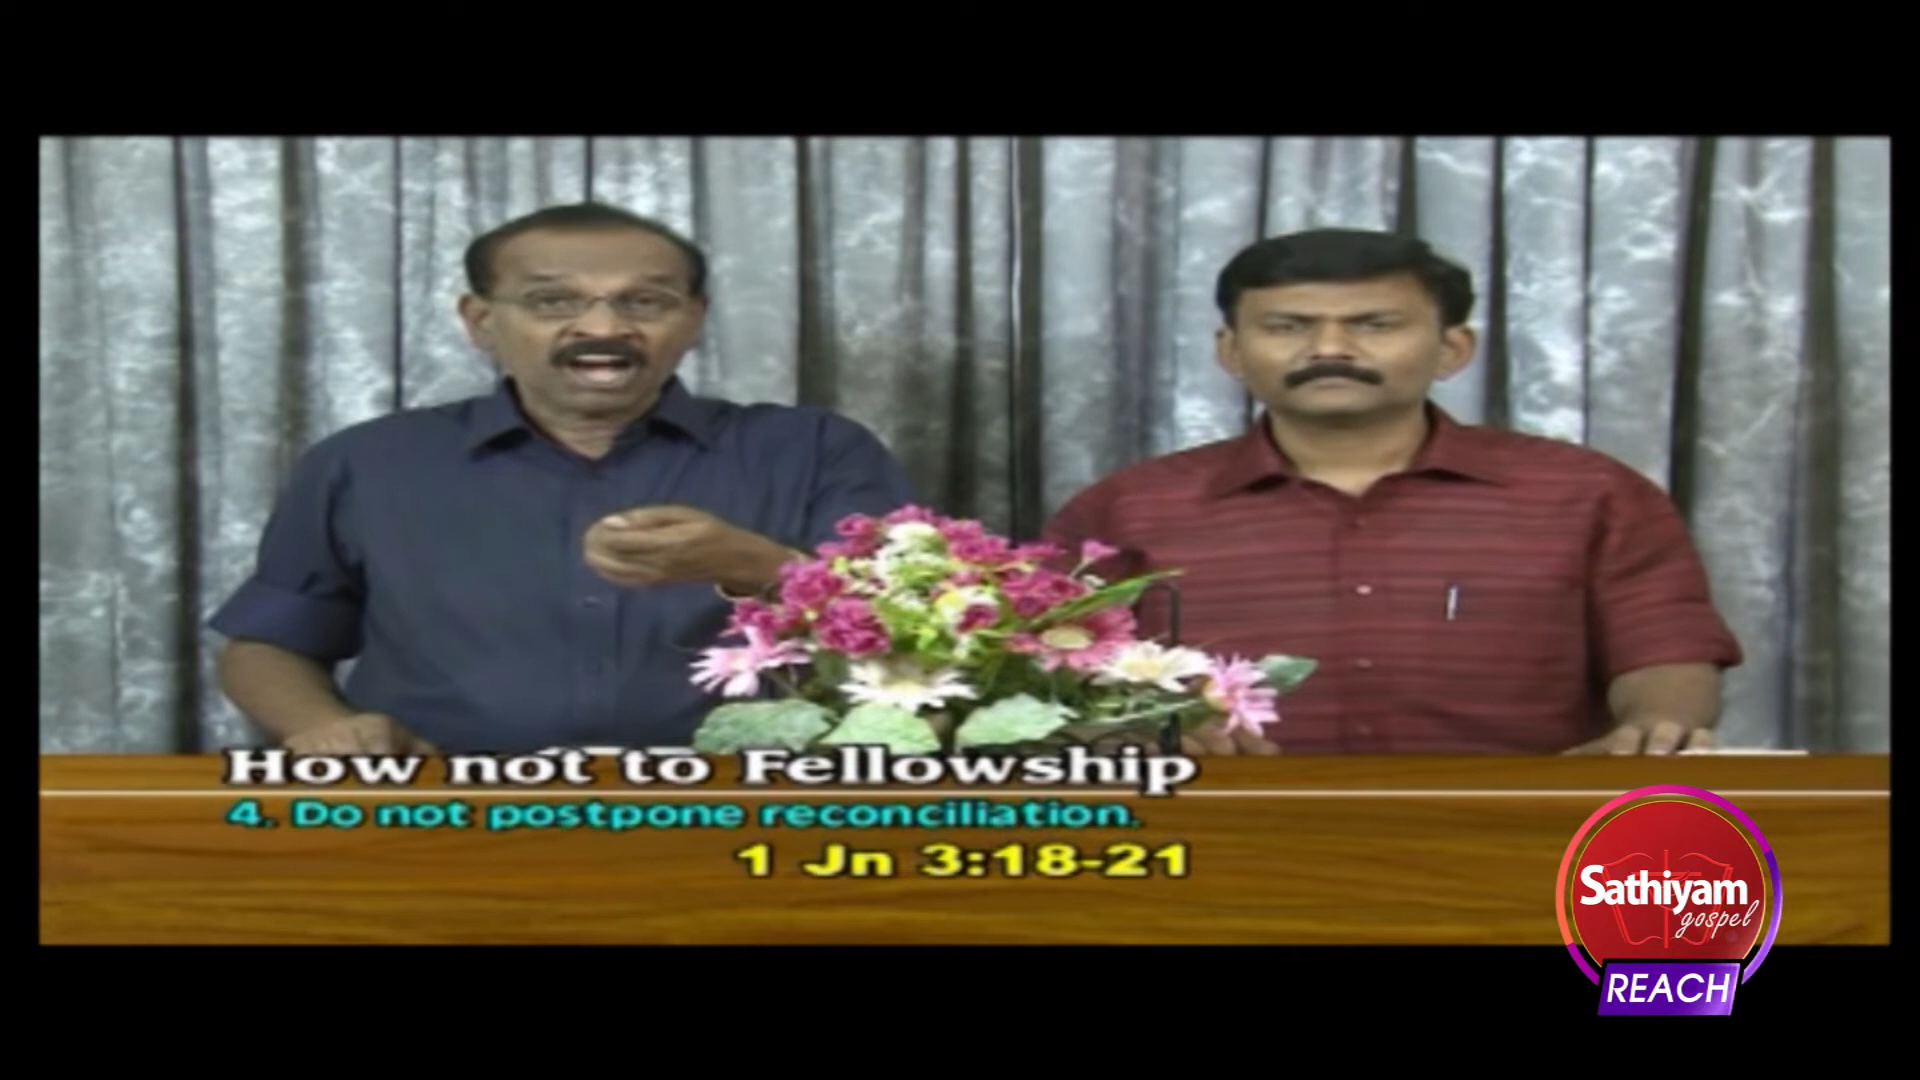 How not to Fellowship
4. Do not postpone reconciliation.
1 Jn 3:18-21
Sathiyam
gospel
REACH